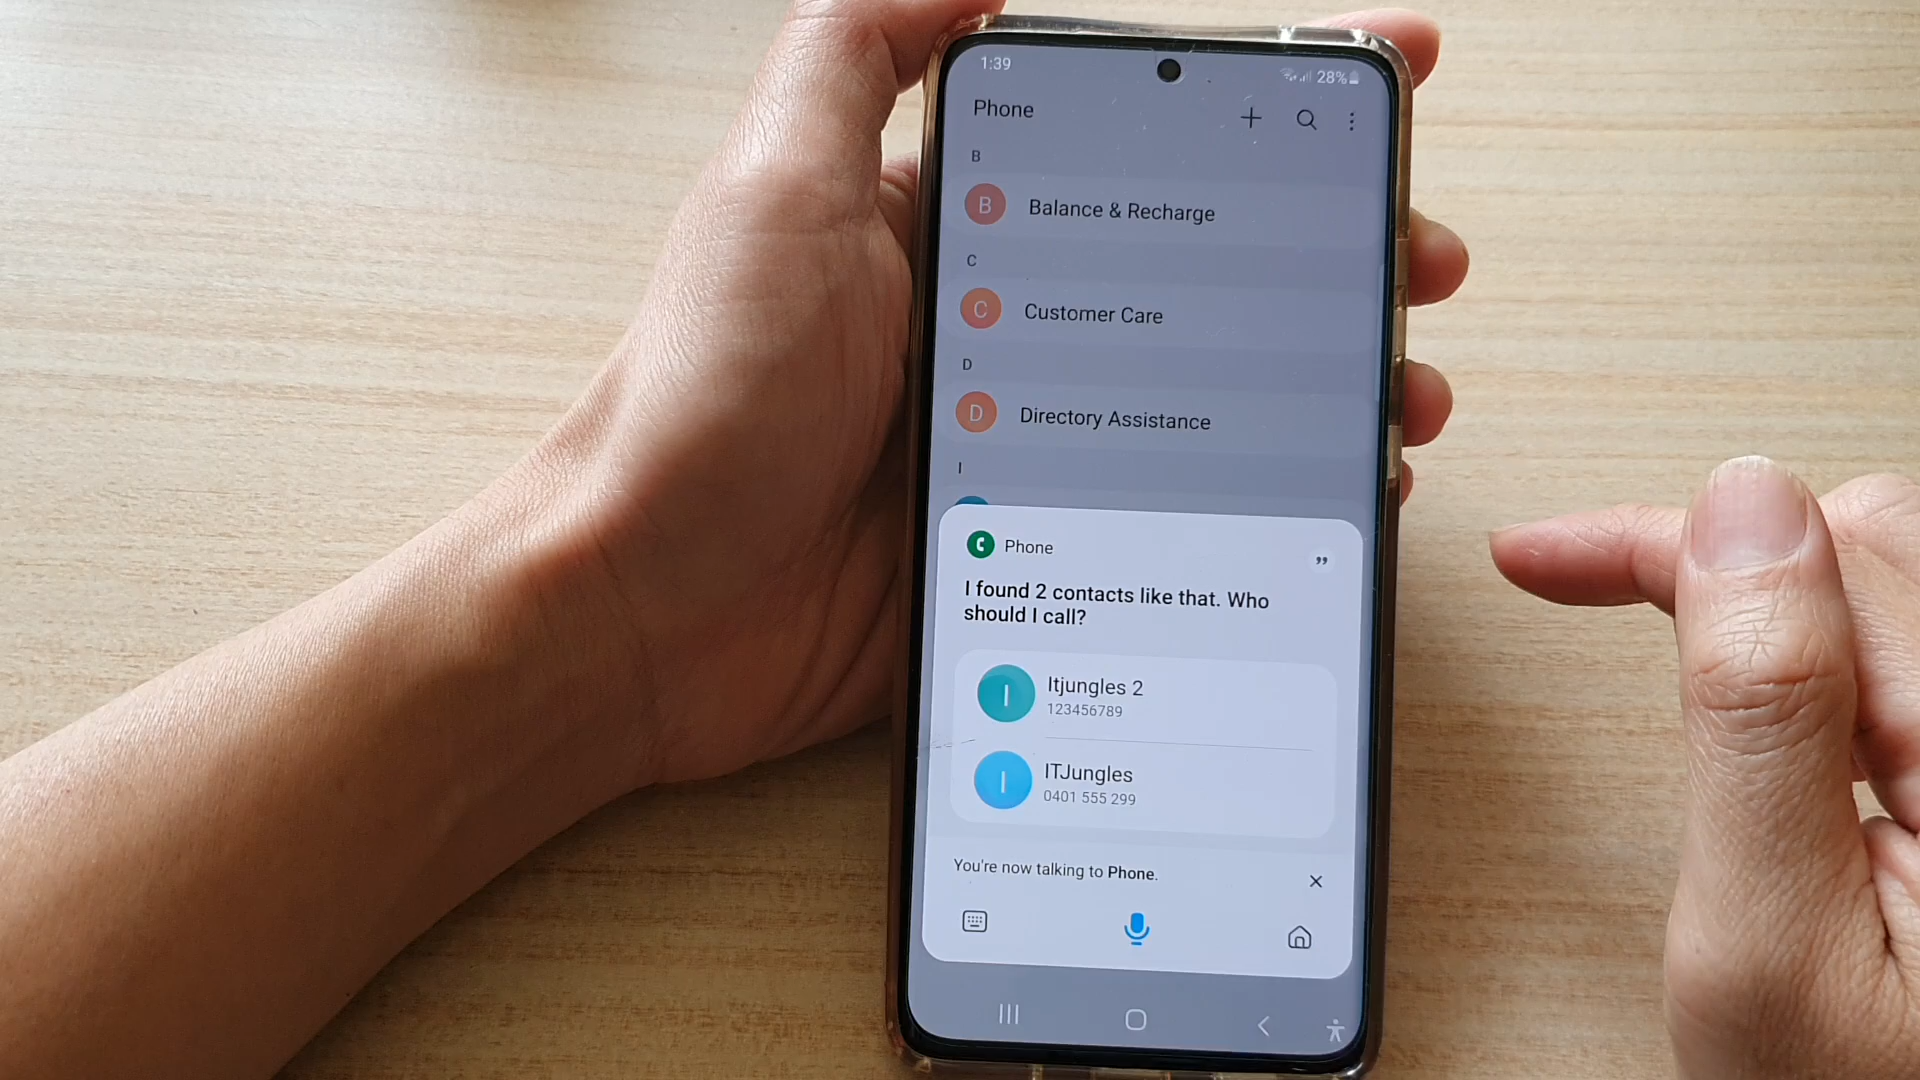 1:39
28%
Phone
B
B
Balance & Recharge
C
C
Customer Care
D
D
Directory Assistance
I
Phone
I found 2 contacts like that. Who
should I call?
I
Itjungles 2
123456789
I
ITJungles
0401 555 299
You're now talking to Phone.